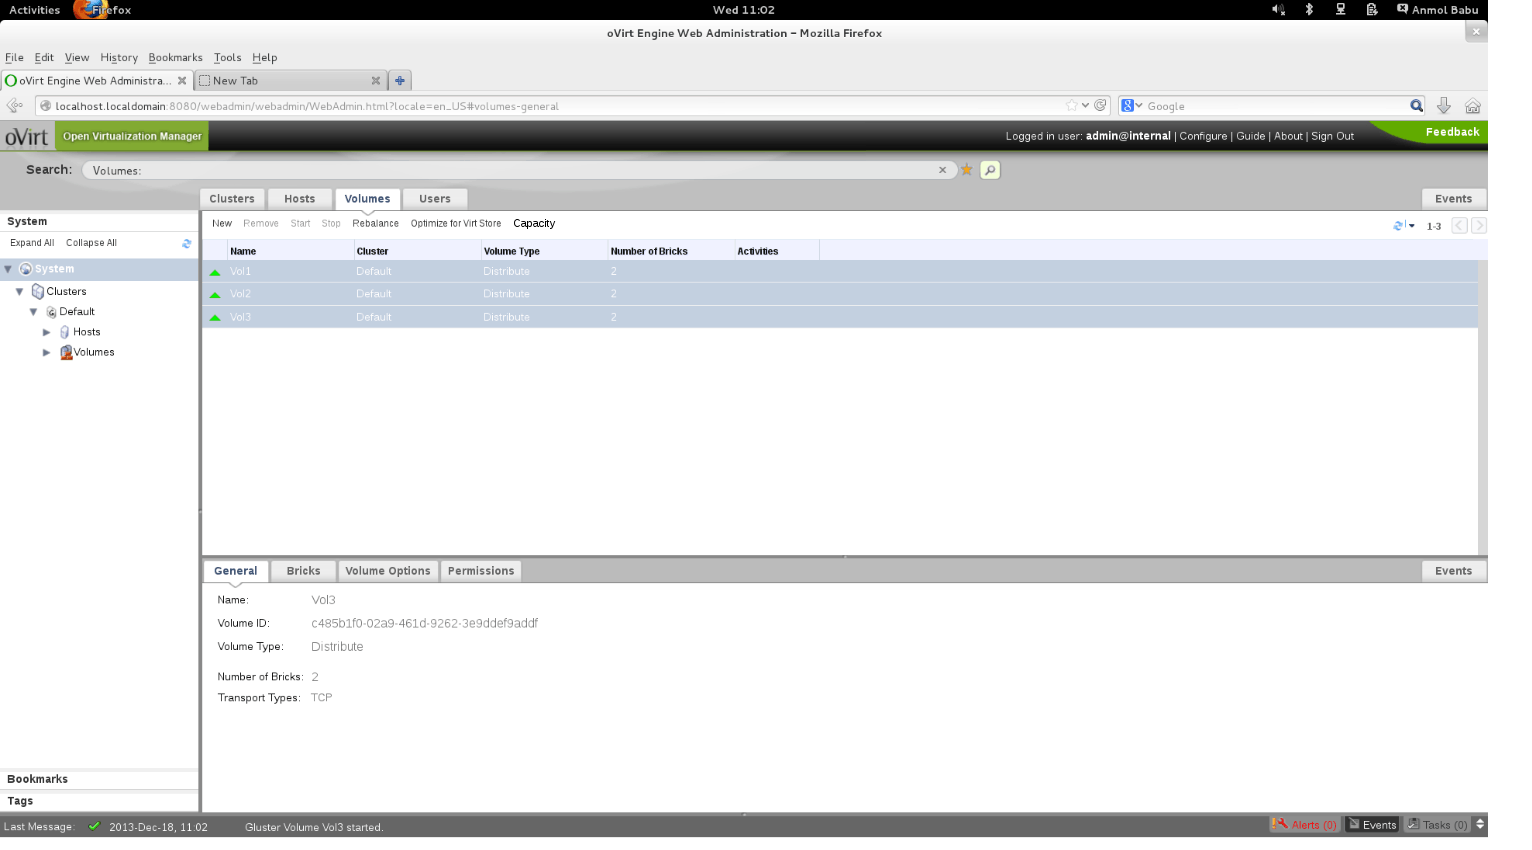 Activities Firefox Wed 11:02 Anmol Babu
oVirt Engine Web Administration - Mozilla Firefox
File Edit View History Bookmarks Tools Help
oVirt Engine Web Administra... New Tab
localhost.localdomain:8080/webadmin/webadmin/WebAdmin.html?locale=en_US#volumes-general Google
oVirt Open Virtualization Manager Logged in user: admin@internal | Configure | Guide | About | Sign Out Feedback
Search: Volumes:
Clusters Hosts Volumes Users Events
System
New Remove Start Stop Rebalance Optimize for Virt Store Capacity 1-3
Expand All Collapse All
Name Cluster Volume Type Number of Bricks Activities
System
Vol1 Default Distribute 2
Clusters
Vol2 Default Distribute 2
Default
Vol3 Default Distribute 2
Hosts
Volumes
General Bricks Volume Options Permissions Events
Name: Vol3
Volume ID: c485b1f0-02a9-461d-9262-3e9ddef9addf
Volume Type: Distribute
Number of Bricks: 2
Transport Types: TCP
Bookmarks
Tags
Last Message: 2013-Dec-18, 11:02 Gluster Volume Vol3 started. Alerts (0) Events Tasks (0)